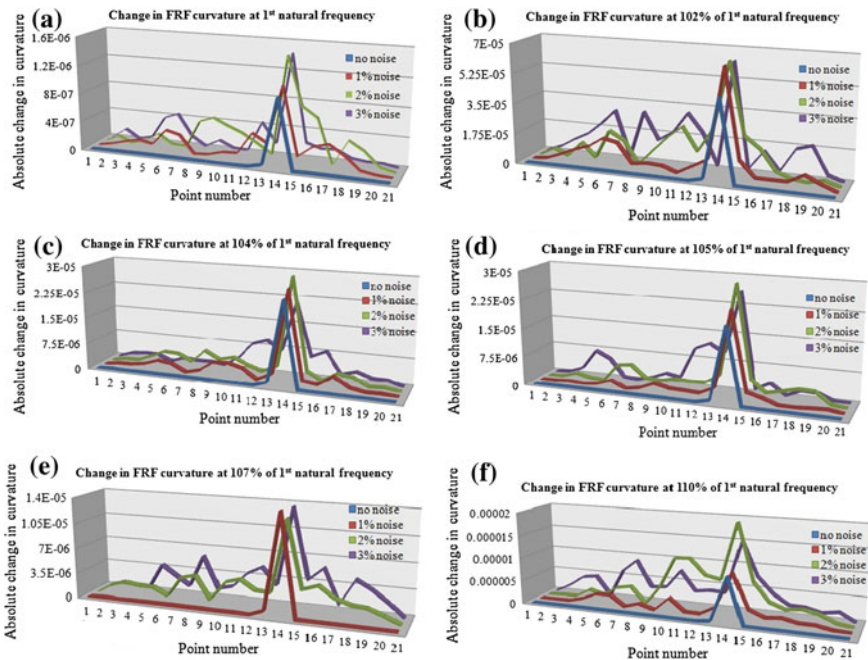 (a)
Change in FRF curvature at 1st natural frequency
Absolute change in curvature
1.6E-06
1.2E-06
8E-07
4E-07
0
no noise
1% noise
2% noise
3% noise
1 2 3 4 5 6 7 8 9 10 11 12 13 14 15 16 17 18 19 20 21
Point number
(b)
Change in FRF curvature at 102% of 1st natural frequency
Absolute change in curvature
7E-05
5.25E-05
3.5E-05
1.75E-05
0
no noise
1% noise
2% noise
3% noise
1 2 3 4 5 6 7 8 9 10 11 12 13 14 15 16 17 18 19 20 21
Point number
(c)
Change in FRF curvature at 104% of 1st natural frequency
Absolute change in curvature
3E-05
2.25E-05
1.5E-05
7.5E-06
0
no noise
1% noise
2% noise
3% noise
1 2 3 4 5 6 7 8 9 10 11 12 13 14 15 16 17 18 19 20 21
Point number
(d)
Change in FRF curvature at 105% of 1st natural frequency
Absolute change in curvature
3E-05
2.25E-05
1.5E-05
7.5E-06
0
no noise
1% noise
2% noise
3% noise
1 2 3 4 5 6 7 8 9 10 11 12 13 14 15 16 17 18 19 20 21
Point number
(e)
Change in FRF curvature at 107% of 1st natural frequency
Absolute change in curvature
1.4E-05
1.05E-05
7E-06
3.5E-06
0
no noise
1% noise
2% noise
3% noise
1 2 3 4 5 6 7 8 9 10 11 12 13 14 15 16 17 18 19 20 21
Point number
(f)
Change in FRF curvature at 110% of 1st natural frequency
Absolute change in curvature
0.00002
0.000015
0.00001
0.000005
0
no noise
1% noise
2% noise
3% noise
1 2 3 4 5 6 7 8 9 10 11 12 13 14 15 16 17 18 19 20 21
Point number